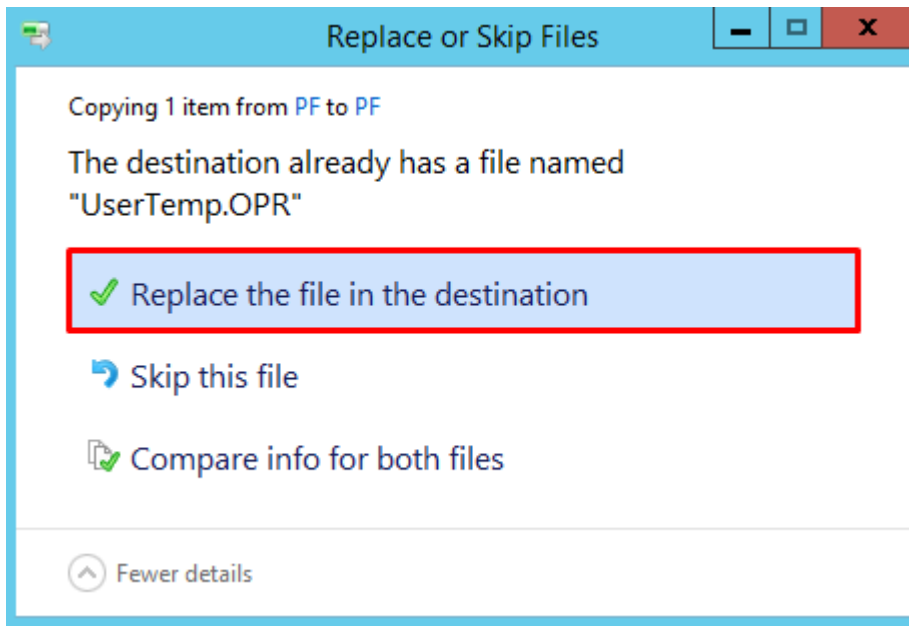 Replace or Skip Files
Copying 1 item from PF to PF
The destination already has a file named
"UserTemp.OPR"
Replace the file in the destination
Skip this file
Compare info for both files
Fewer details